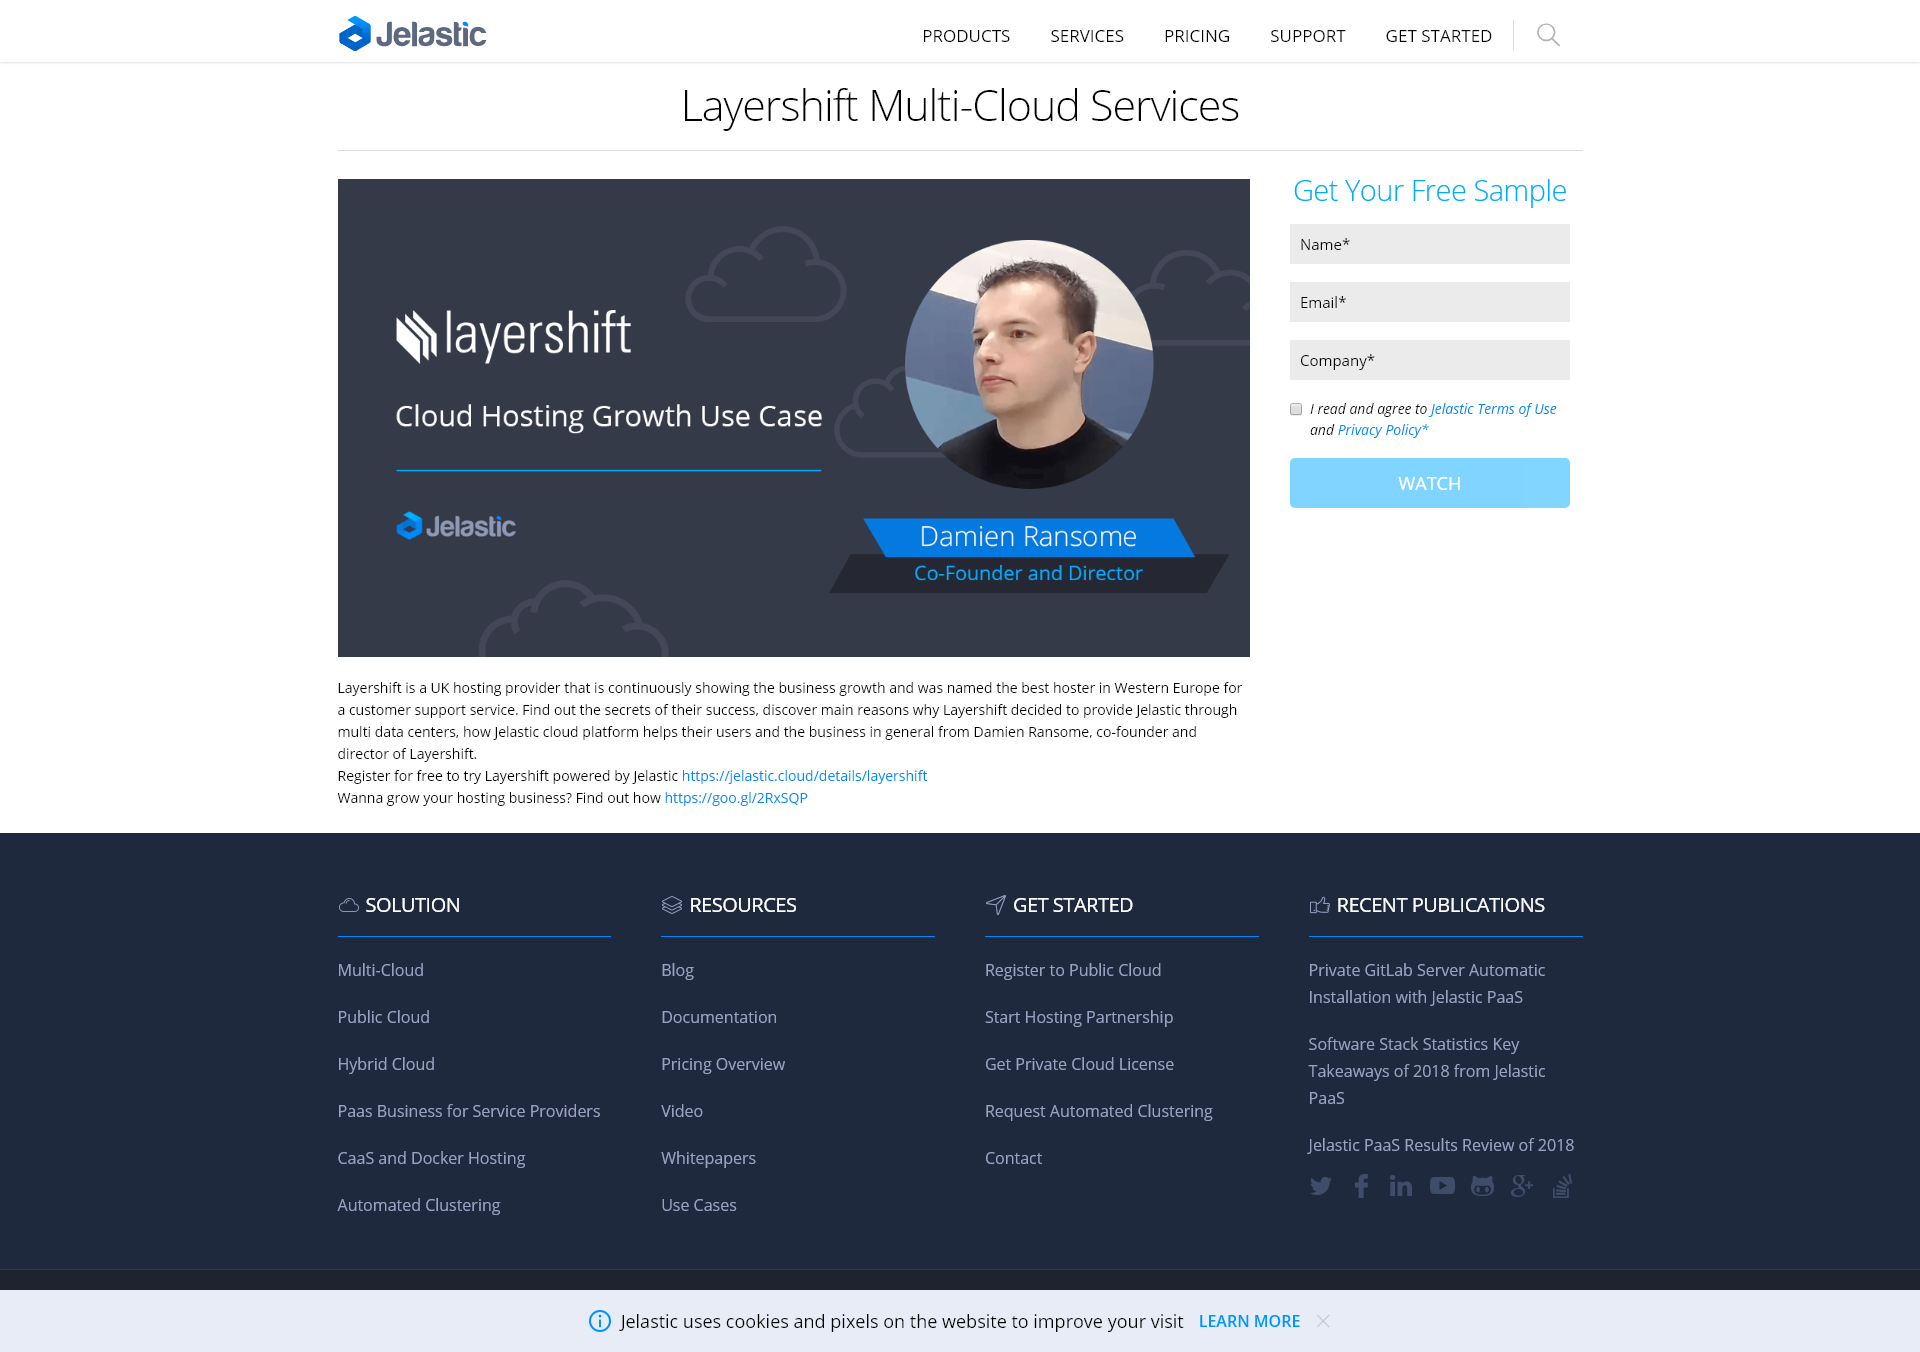 Jelastic
PRODUCTS
SERVICES
PRICING
SUPPORT
GET STARTED
Layershift Multi-Cloud Services
layershift
Cloud Hosting Growth Use Case
Jelastic
Damien Ransome
Co-Founder and Director
Get Your Free Sample
Name*
Email*
Company*
I read and agree to Jelastic Terms of Use
and Privacy Policy*
WATCH
Layershift is a UK hosting provider that is continuously showing the business growth and was named the best hoster in Western Europe for
a customer support service. Find out the secrets of their success, discover main reasons why Layershift decided to provide Jelastic through
multi data centers, how Jelastic cloud platform helps their users and the business in general from Damien Ransome, co-founder and
director of Layershift.
Register for free to try Layershift powered by Jelastic https://jelastic.cloud/details/layershift
Wanna grow your hosting business? Find out how https://goo.gl/2RxSQP
SOLUTION
Multi-Cloud
Public Cloud
Hybrid Cloud
Paas Business for Service Providers
CaaS and Docker Hosting
Automated Clustering
RESOURCES
Blog
Documentation
Pricing Overview
Video
Whitepapers
Use Cases
GET STARTED
Register to Public Cloud
Start Hosting Partnership
Get Private Cloud License
Request Automated Clustering
Contact
RECENT PUBLICATIONS
Private GitLab Server Automatic
Installation with Jelastic PaaS
Software Stack Statistics Key
Takeaways of 2018 from Jelastic
PaaS
Jelastic PaaS Results Review of 2018
Jelastic uses cookies and pixels on the website to improve your visit
LEARN MORE